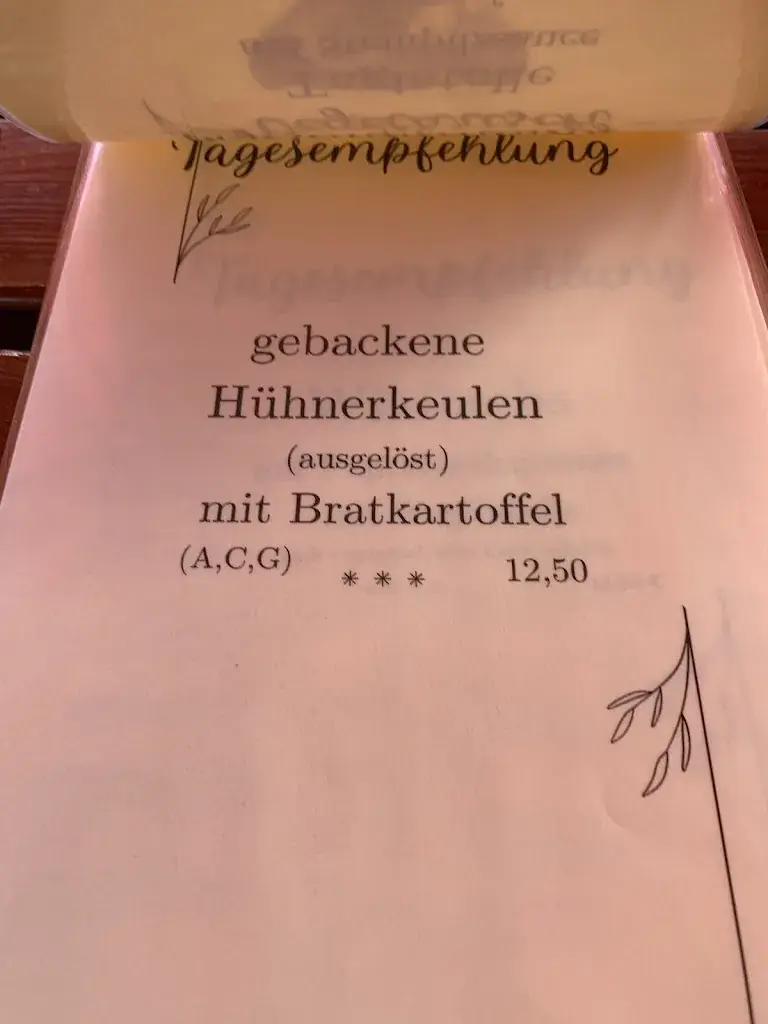 Tagesempfehlung
gebackene
Hühnerkeulen
(ausgelöst)
mit Bratkartoffel
(A,C,G) *** 12,50